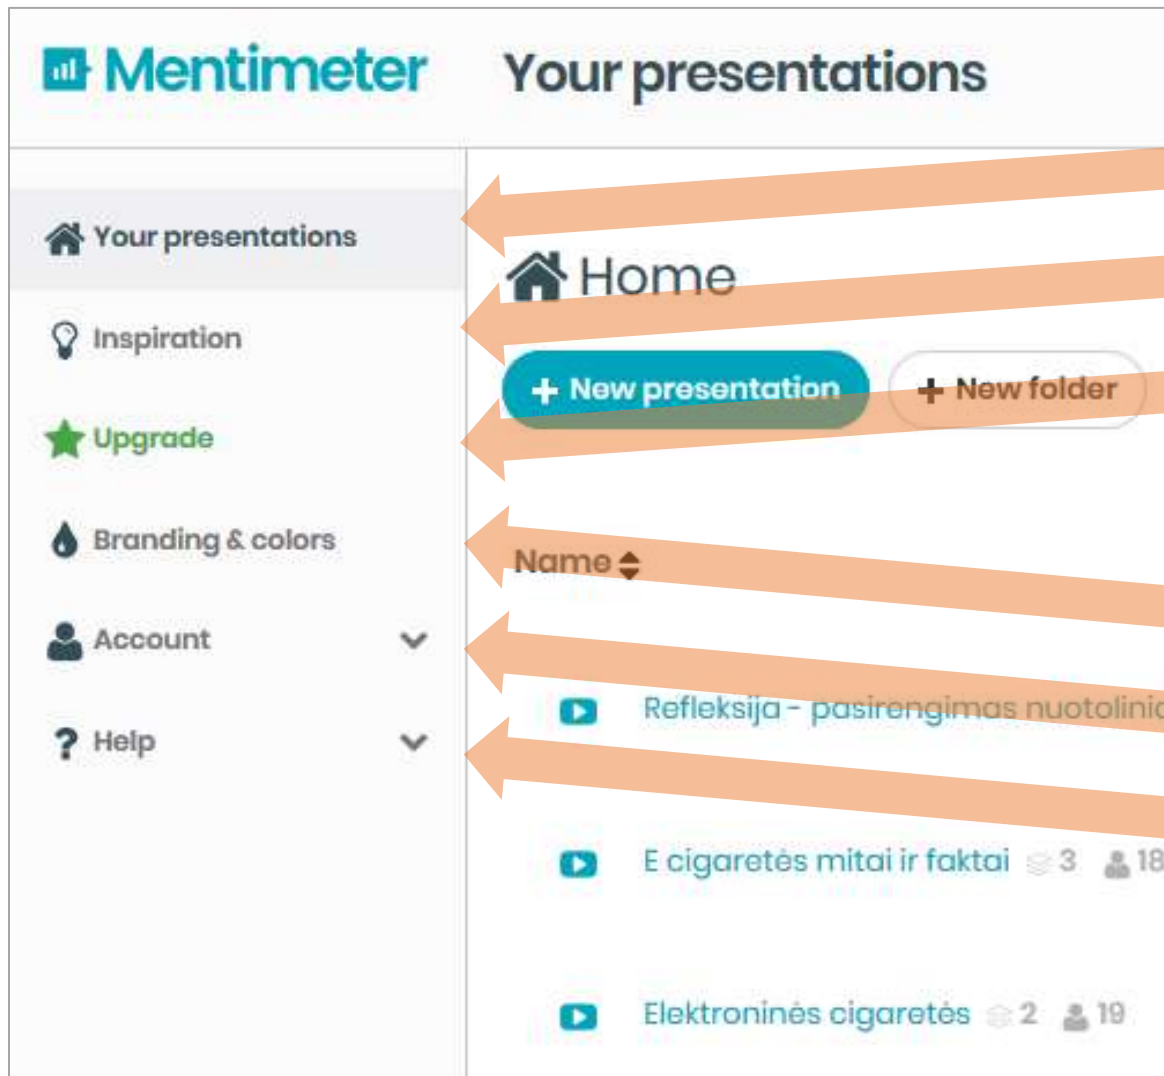 Mentimeter
Your presentations
Your presentations
Inspiration
Upgrade
Branding & colors
Account
? Help
Home
+ New presentation
+ New folder
Name
Refleksija - pasirengimas
E cigaretės mitai ir faktai 3 18
Elektroninės cigaretės 2 19